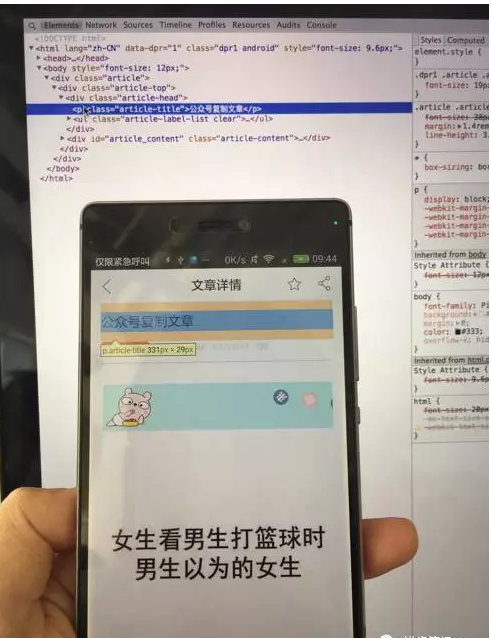 Elements Network Sources Timeline Profiles Resources Audits Console
<!DOCTYPE html>
<html lang="zh-CN" data-dpr="1" class="dpr1 android" style="font-size: 9.6px;">
<head>…</head>
<body style="font-size: 12px;">
<div class="article">
<div class="article-top">
<div class="article-head">
<p class="article-title">公众号复制文章</p>
<ul class="article-label-list clear">…</ul>
</div>
<div id="article_content" class="article-content">…</div>
</div>
</div>
</body>
</html>
Styles Computed
element.style {
}
.dpr1 .article .a
font-size: 19p
}
.article .article
font-size: 38p
margin: 1.4rem
line-height: 3.
}
* {
box-sizing: bor
}
p {
display: block;
-webkit-margin-
-webkit-margin-
-webkit-margin-
-webkit-margin-
}
Inherited from body
Style Attribute {
font-size: 12px
}
body {
font-family: Pi
color: #333;
}
Inherited from html.d
Style Attribute {
font-size: 9.6p
}
html {
font-size: 20px
}
仅限紧急呼叫 0K/s 09:44
文章详情
公众号复制文章
p.article-title 331px × 29px
女生看男生打篮球时
男生以为的女生